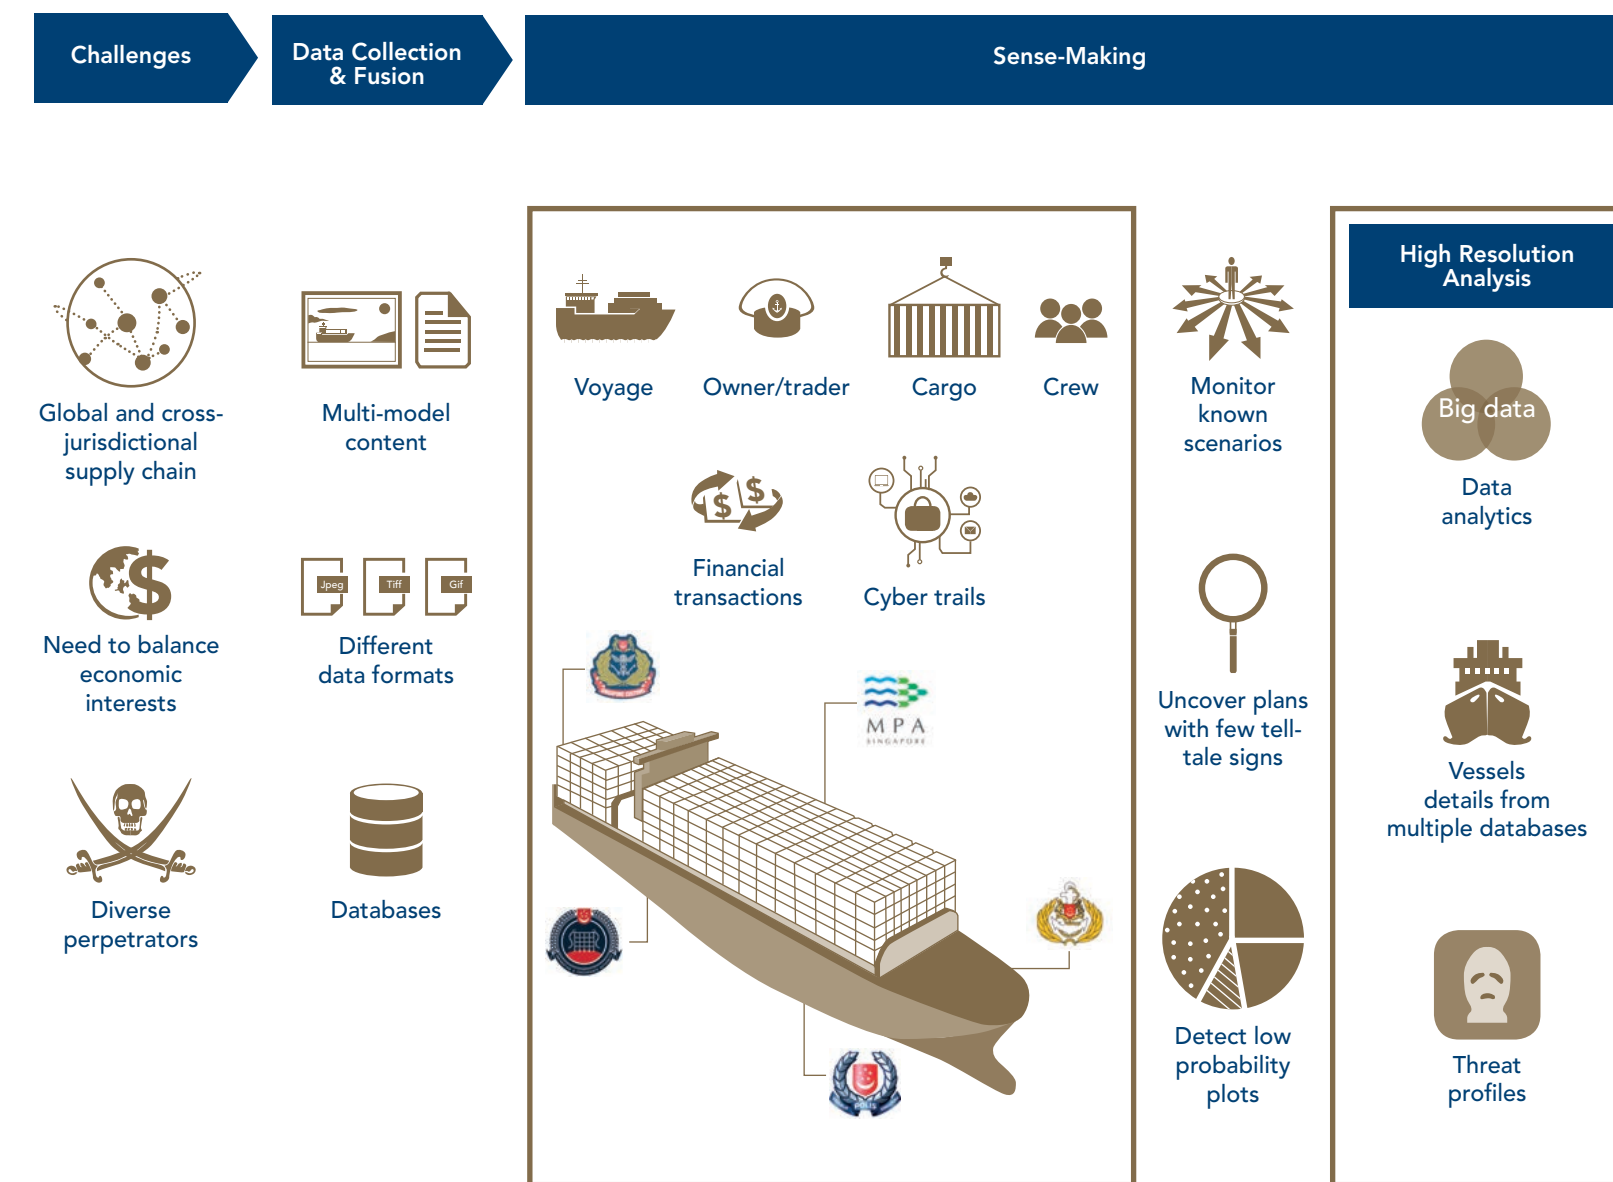 Challenges
Data Collection
& Fusion
Sense-Making
Global and cross-
jurisdictional
supply chain
Need to balance
economic
interests
Diverse
perpetrators
Multi-model
content
Jpeg
Tiff
Gif
Different
data formats
Databases
Voyage
Owner/trader
Cargo
Crew
Financial
transactions
Cyber trails
MPA
SINGAPORE
POLIS
Monitor
known
scenarios
Uncover plans
with few tell-
tale signs
Detect low
probability
plots
High Resolution
Analysis
Big data
Data
analytics
Vessels
details from
multiple databases
Threat
profiles